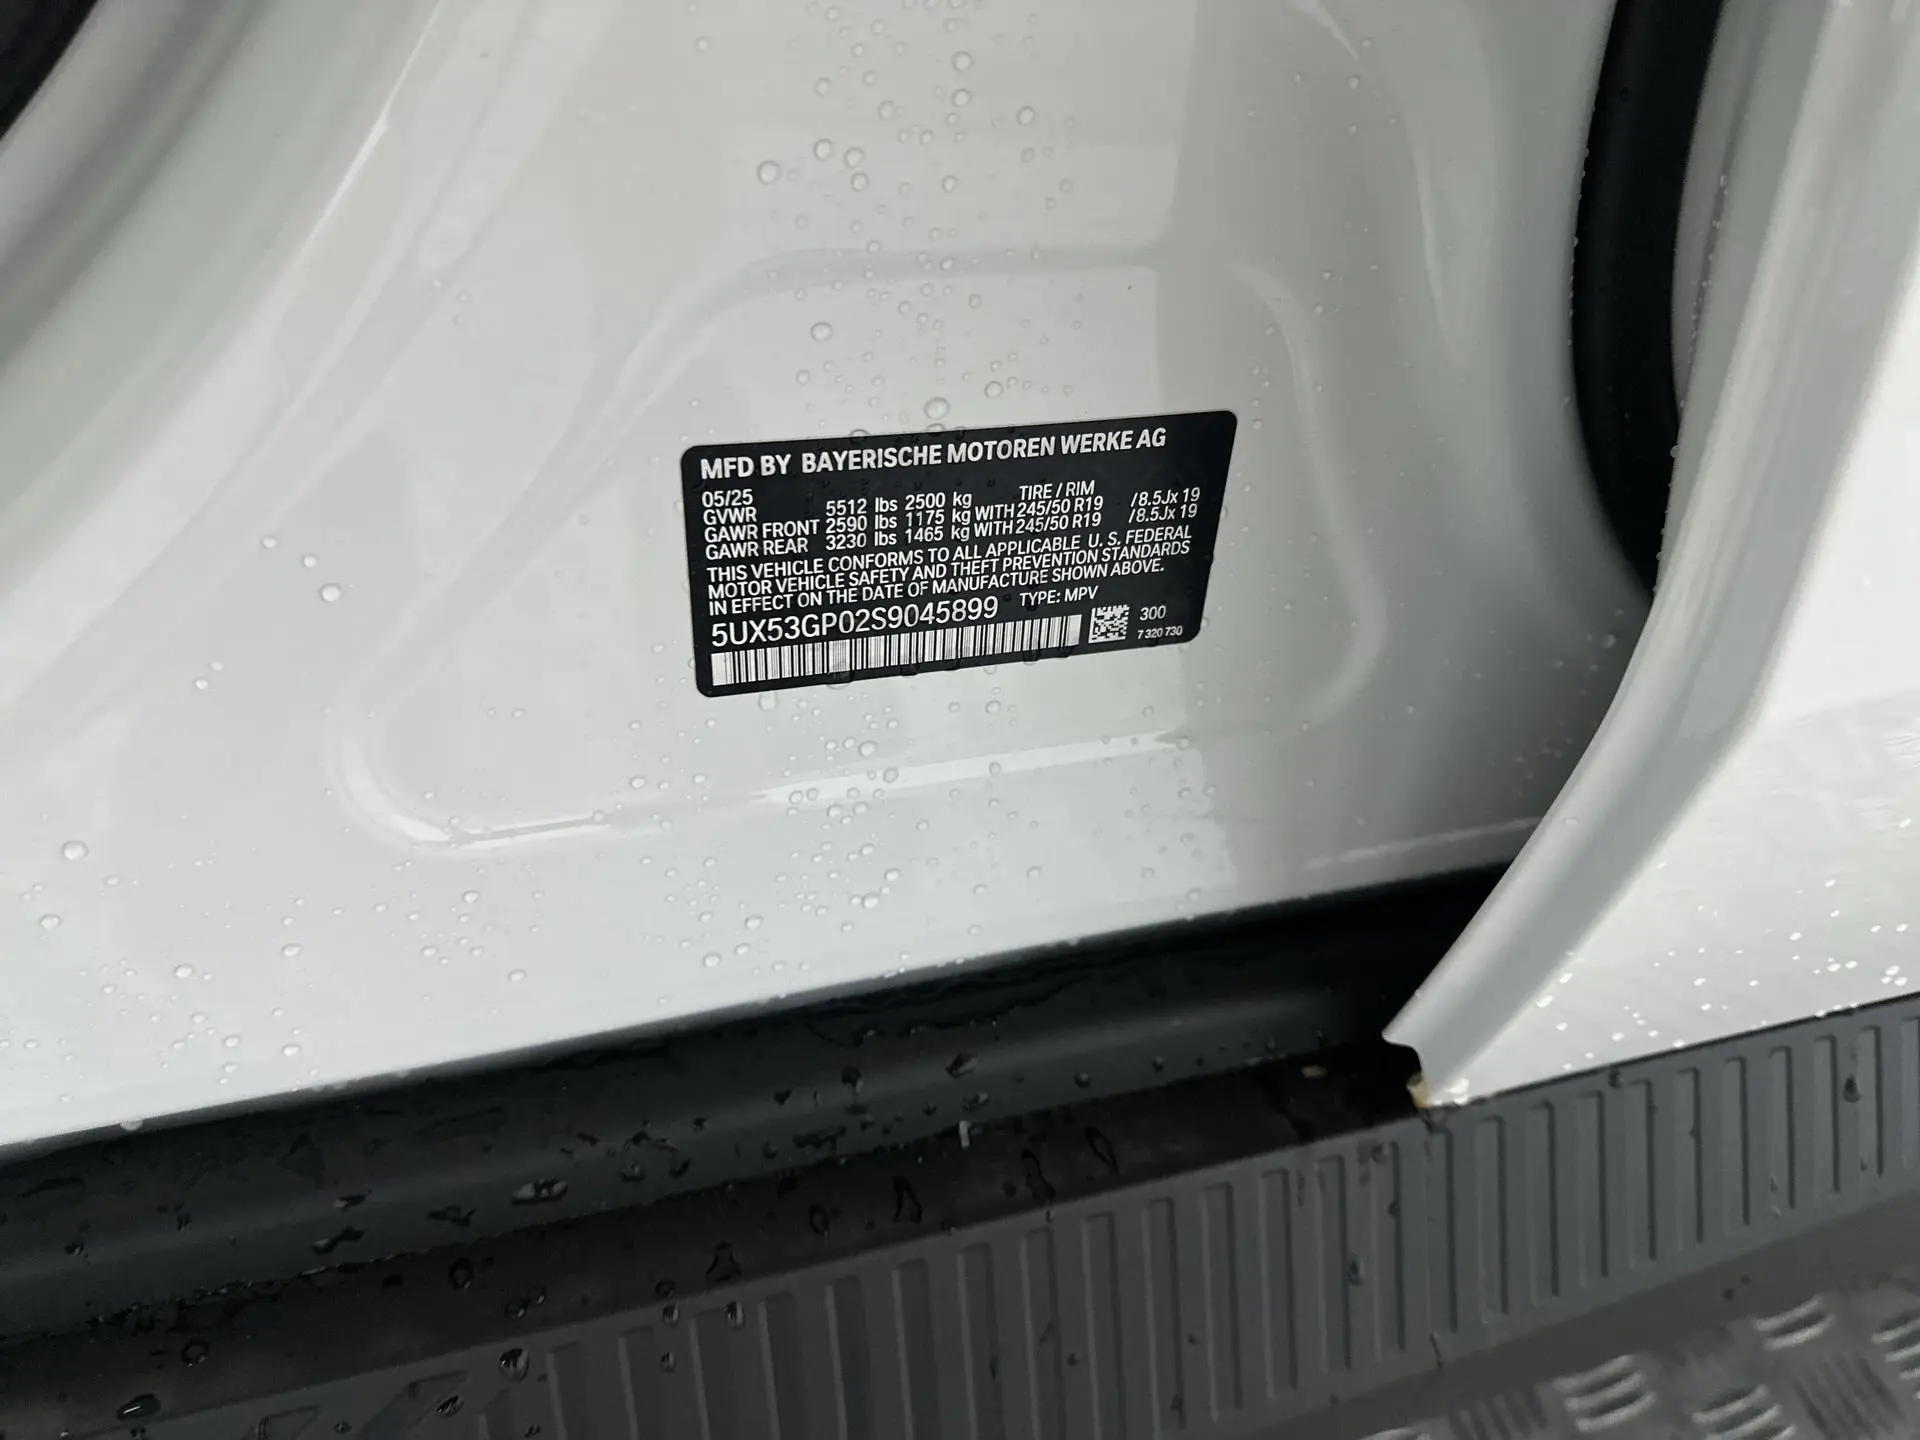 MFD BY BAYERISCHE MOTOREN WERKE AG
05/25 TIRE / RIM
GVWR 5512 lbs 2500 kg
GAWR FRONT 2590 lbs 1175 kg WITH 245/50 R19 /8.5Jx 19
GAWR REAR 3230 lbs 1465 kg WITH 245/50 R19 /8.5Jx 19
THIS VEHICLE CONFORMS TO ALL APPLICABLE U. S. FEDERAL
MOTOR VEHICLE SAFETY AND THEFT PREVENTION STANDARDS
IN EFFECT ON THE DATE OF MANUFACTURE SHOWN ABOVE.
5UX53GP02S9045899 TYPE: MPV
300
7 320 730